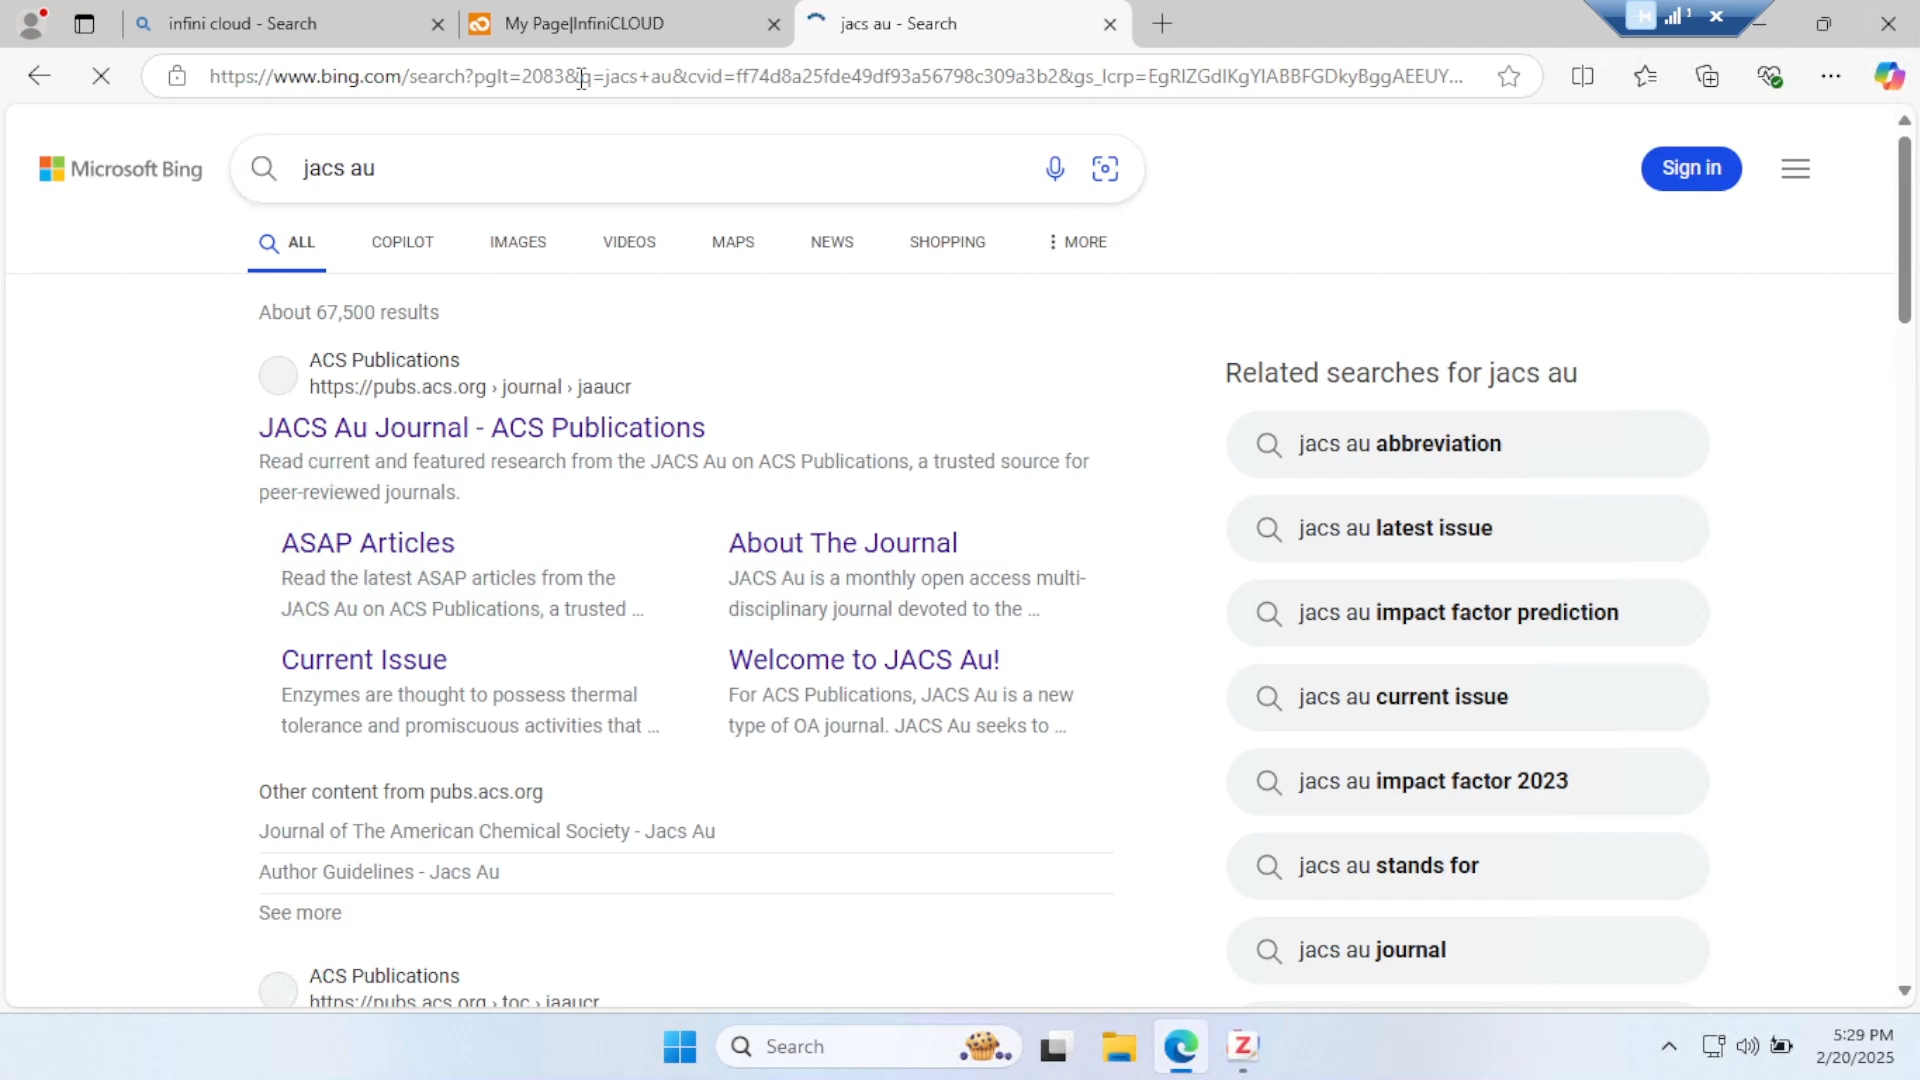 infini cloud - Search
My Page|InfiniCLOUD
jacs au - Search
https://www.bing.com/search?pglt=2083&q=jacs+au&cvid=ff74d8a25fde49df93a56798c309a3b2&gs_lcrp=EgRlZGdlKgYIABBFGDkyBggAEEUY...
Microsoft Bing
jacs au
Sign in
ALL
COPILOT
IMAGES
VIDEOS
MAPS
NEWS
SHOPPING
MORE
About 67,500 results
ACS Publications
https://pubs.acs.org › journal › jaaucr
JACS Au Journal - ACS Publications
Read current and featured research from the JACS Au on ACS Publications, a trusted source for
peer-reviewed journals.
ASAP Articles
Read the latest ASAP articles from the
JACS Au on ACS Publications, a trusted ...
About The Journal
JACS Au is a monthly open access multi-
disciplinary journal devoted to the ...
Current Issue
Enzymes are thought to possess thermal
tolerance and promiscuous activities that ...
Welcome to JACS Au!
For ACS Publications, JACS Au is a new
type of OA journal. JACS Au seeks to ...
Other content from pubs.acs.org
Journal of The American Chemical Society - Jacs Au
Author Guidelines - Jacs Au
See more
ACS Publications
https://pubs.acs.org › toc › jaaucr
Related searches for jacs au
jacs au abbreviation
jacs au latest issue
jacs au impact factor prediction
jacs au current issue
jacs au impact factor 2023
jacs au stands for
jacs au journal
Search
5:29 PM
2/20/2025